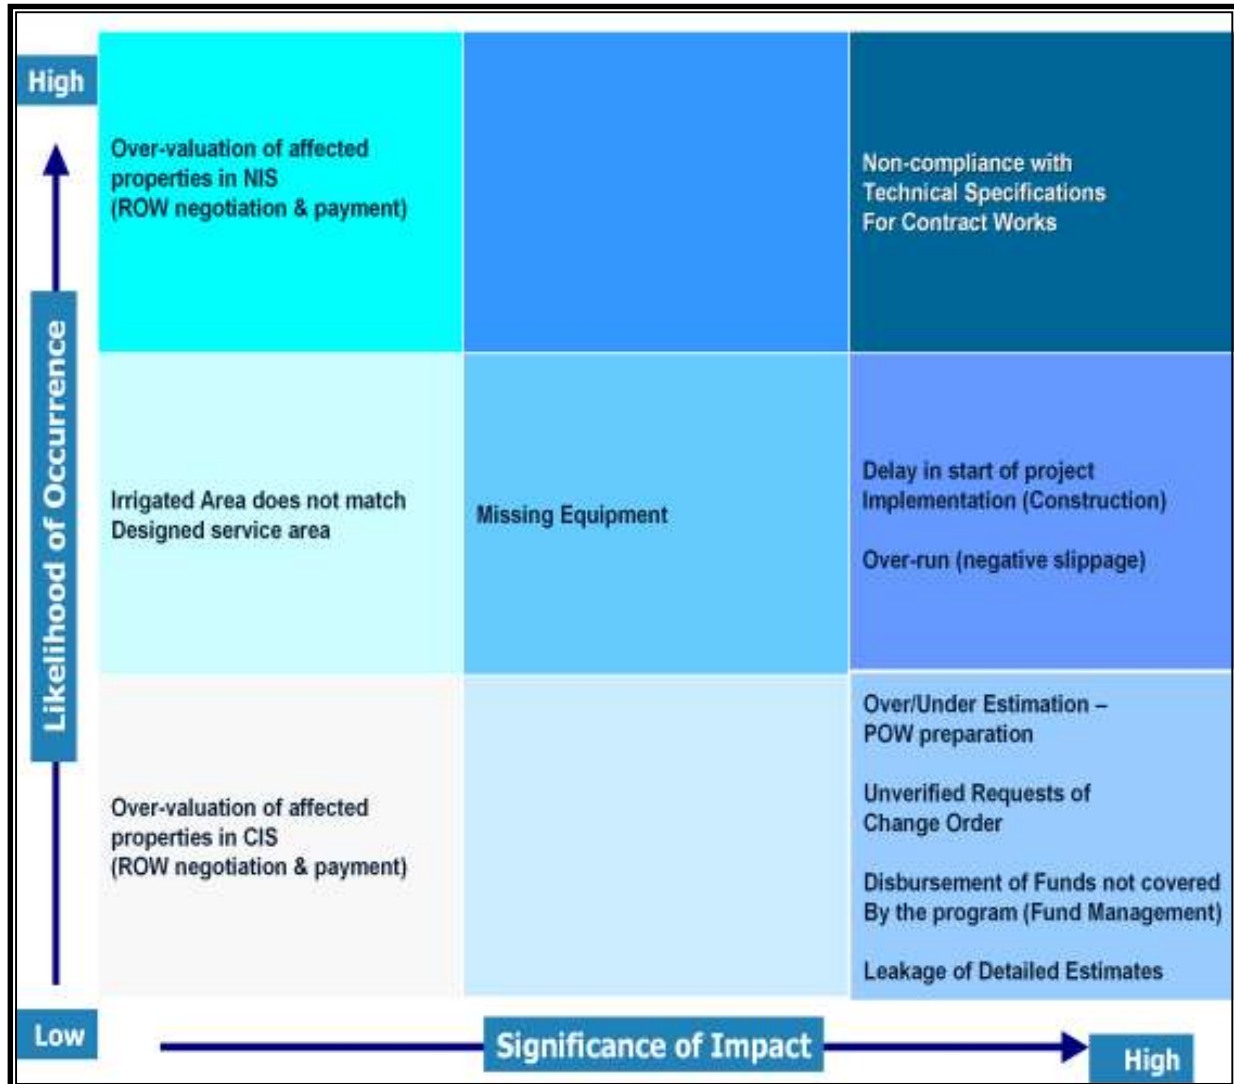 High
Over-valuation of affected
properties in NIS
(ROW negotiation & payment)
Non-compliance with
Technical Specifications
For Contract Works
Likelihood of Occurrence
Irrigated Area does not match
Designed service area
Missing Equipment
Delay in start of project
Implementation (Construction)
Over-run (negative slippage)
Over-valuation of affected
properties in CIS
(ROW negotiation & payment)
Over/Under Estimation –
POW preparation
Unverified Requests of
Change Order
Disbursement of Funds not covered
By the program (Fund Management)
Leakage of Detailed Estimates
Low
Significance of Impact
High